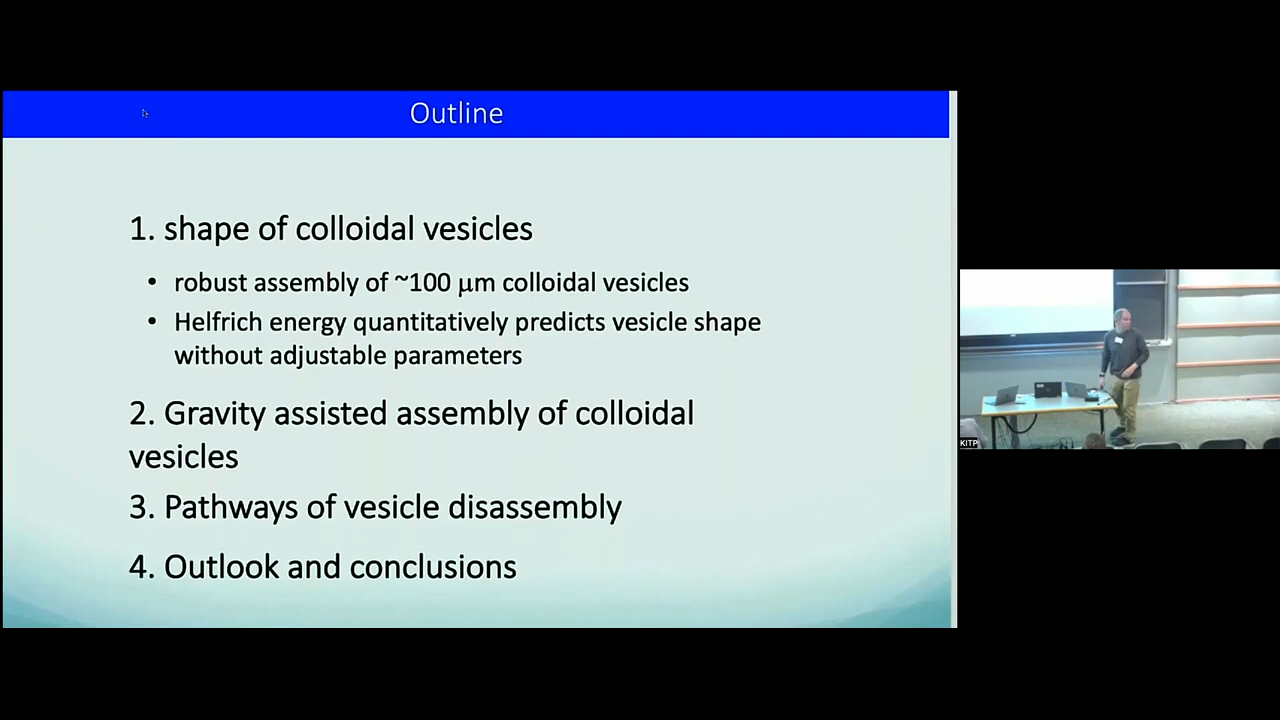 Outline
1. shape of colloidal vesicles
• robust assembly of ~100 μm colloidal vesicles
• Helfrich energy quantitatively predicts vesicle shape
without adjustable parameters
2. Gravity assisted assembly of colloidal
vesicles
3. Pathways of vesicle disassembly
4. Outlook and conclusions
KITP